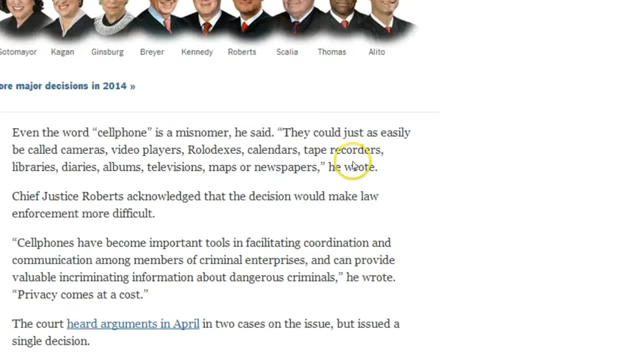 Sotomayor Kagan Ginsburg Breyer Kennedy Roberts Scalia Thomas Alito
ore major decisions in 2014 »
Even the word “cellphone” is a misnomer, he said. “They could just as easily
be called cameras, video players, Rolodexes, calendars, tape recorders,
libraries, diaries, albums, televisions, maps or newspapers,” he wrote.
Chief Justice Roberts acknowledged that the decision would make law
enforcement more difficult.
“Cellphones have become important tools in facilitating coordination and
communication among members of criminal enterprises, and can provide
valuable incriminating information about dangerous criminals,” he wrote.
“Privacy comes at a cost.”
The court heard arguments in April in two cases on the issue, but issued a
single decision.